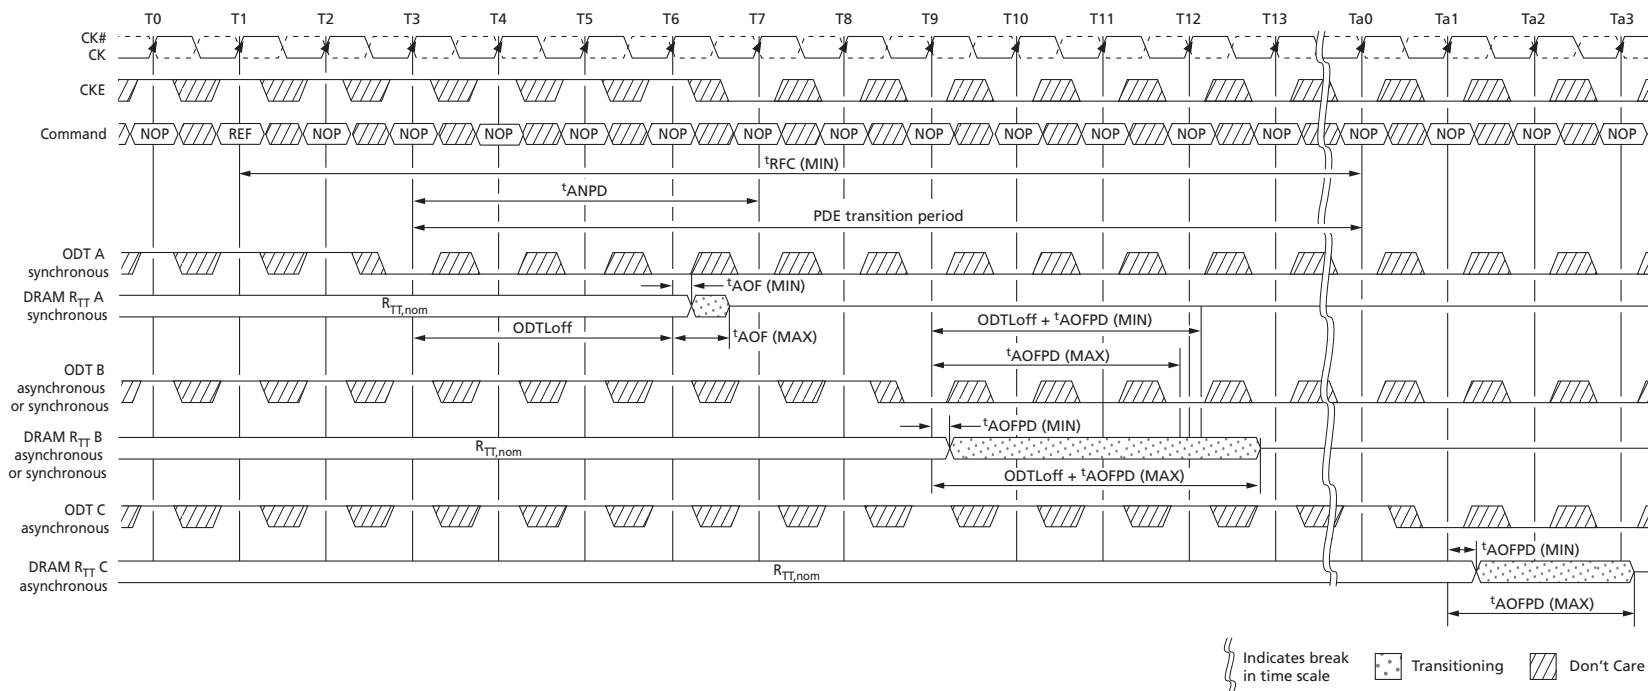 T0 T1 T2 T3 T4 T5 T6 T7 T8 T9 T10 T11 T12 T13 Ta0 Ta1 Ta2 Ta3
CK#
CK
CKE
Command NOP REF NOP NOP NOP NOP NOP NOP NOP NOP NOP NOP NOP NOP NOP NOP NOP NOP
tRFC (MIN)
tANPD
PDE transition period
ODT A
synchronous
tAOF (MIN)
DRAM RTT A
synchronous
RTT,nom
ODTLoff + tAOFPD (MIN)
ODTLoff
tAOF (MAX)
tAOFPD (MAX)
ODT B
asynchronous
or synchronous
tAOFPD (MIN)
DRAM RTT B
asynchronous
or synchronous
RTT,nom
ODTLoff + tAOFPD (MAX)
ODT C
asynchronous
tAOFPD (MIN)
DRAM RTT C
asynchronous
RTT,nom
tAOFPD (MAX)
Indicates break
in time scale
Transitioning
Don't Care